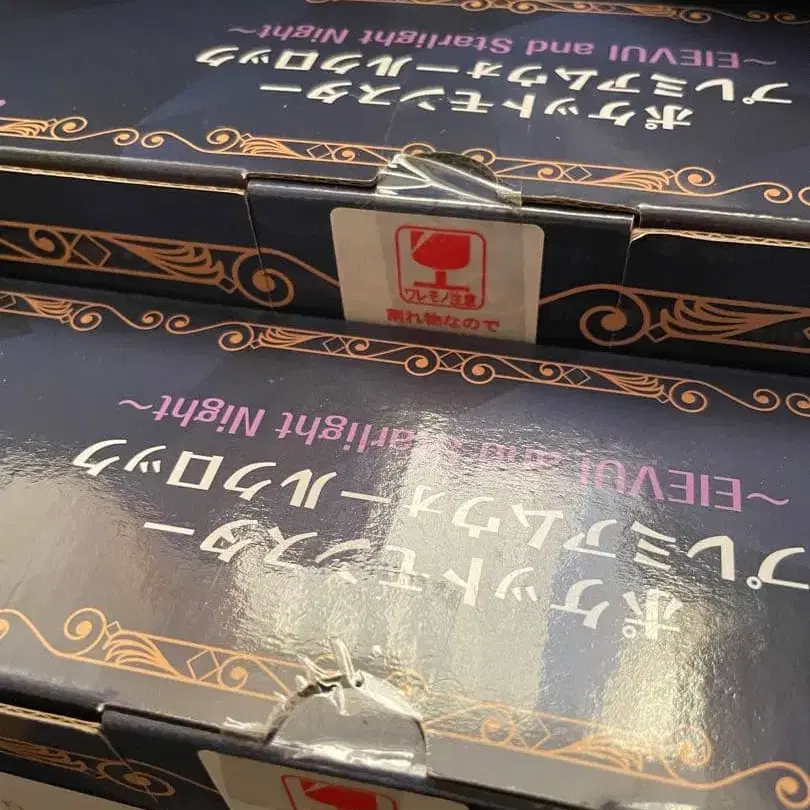 ポケットモンスター
プレミアムウォールクロック
~EIEVUI and Starlight Night~
ワレモノ注意
割れ物なので
ポケットモンスター
プレミアムウォールクロック
~EIEVUI and Starlight Night~